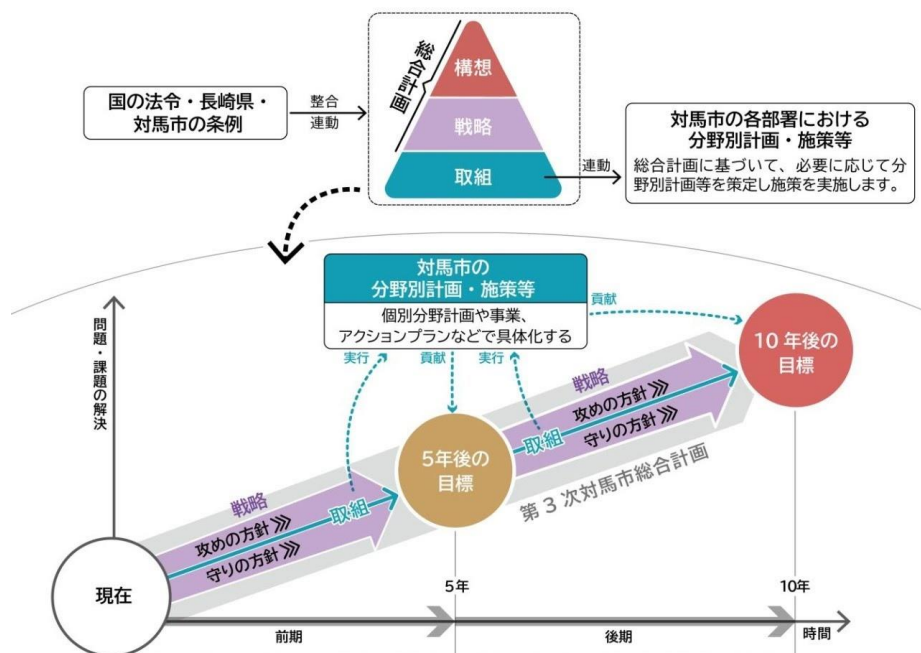 総合計画
構想
戦略
取組
国の法令・長崎県・
対馬市の条例
整合
連動
連動
対馬市の各部署における
分野別計画・施策等
総合計画に基づいて、必要に応じて分
野別計画等を策定し施策を実施します。
対馬市の
分野別計画・施策等
個別分野計画や事業、
アクションプランなどで具体化する
貢献
実行
貢献
実行
問題・課題の解決
10年後の
目標
戦略
攻めの方針
守りの方針
取組
5年後の
目標
第3次対馬市総合計画
戦略
攻めの方針
守りの方針
取組
現在
5年
10年
前期
後期
時間